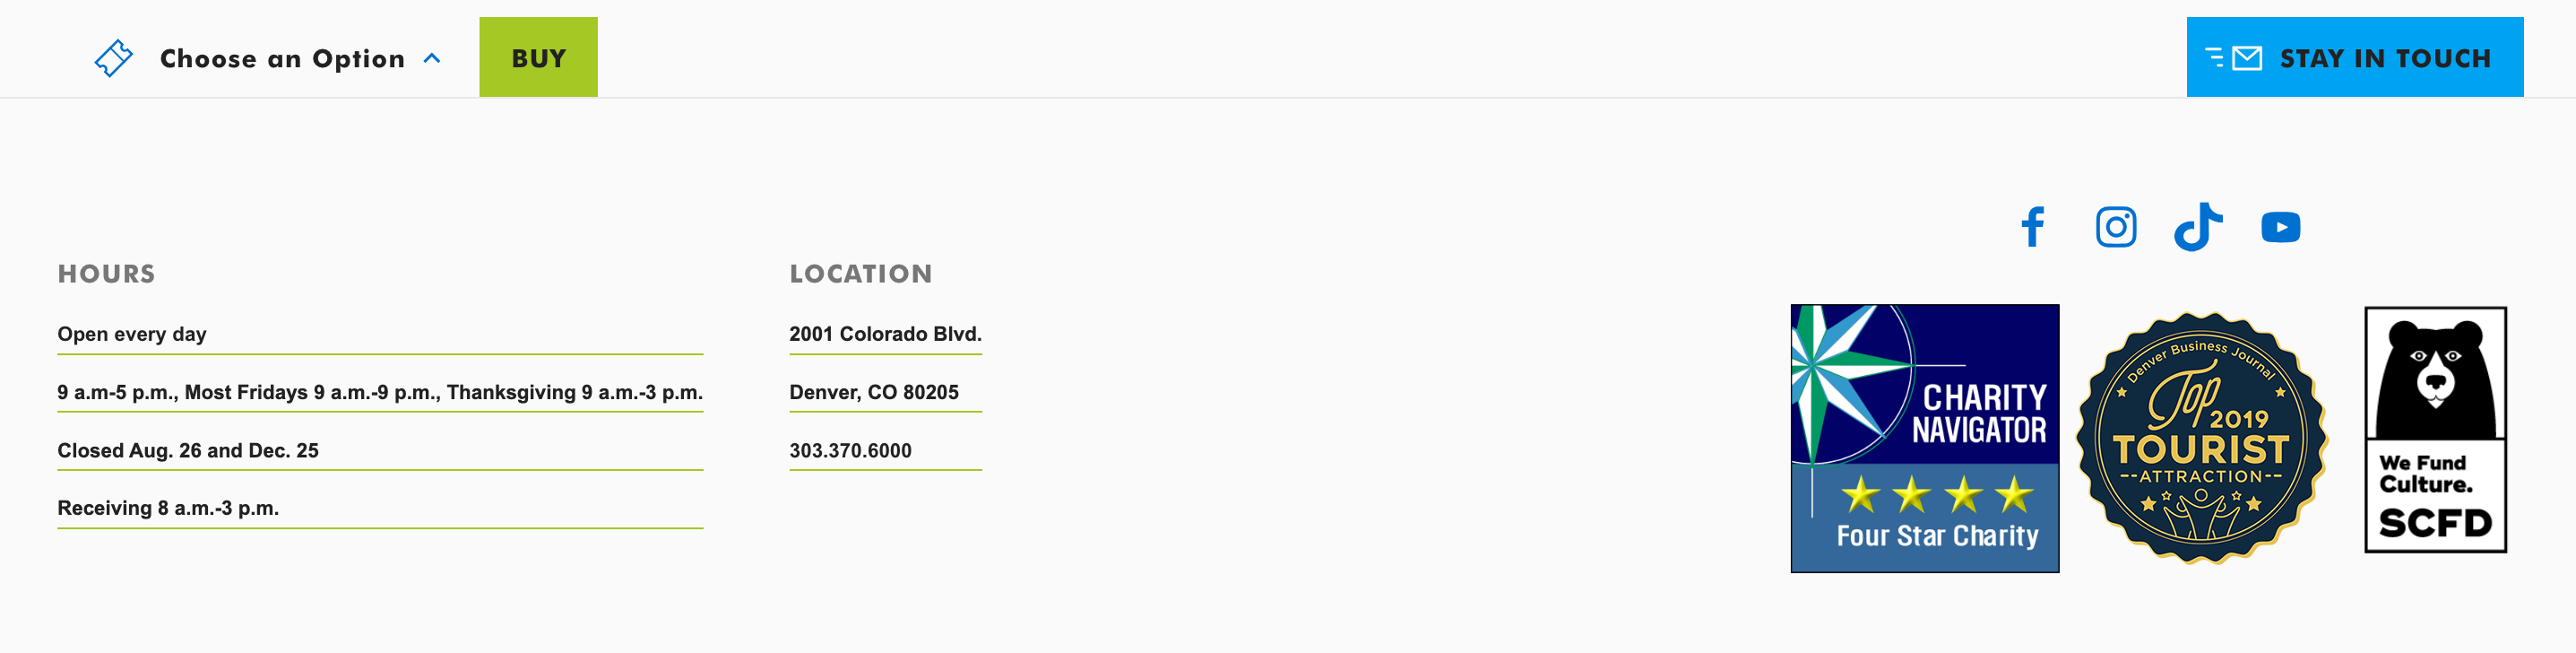 Choose an Option
BUY
STAY IN TOUCH
HOURS
Open every day
9 a.m-5 p.m., Most Fridays 9 a.m.-9 p.m., Thanksgiving 9 a.m.-3 p.m.
Closed Aug. 26 and Dec. 25
Receiving 8 a.m.-3 p.m.
LOCATION
2001 Colorado Blvd.
Denver, CO 80205
303.370.6000
CHARITY
NAVIGATOR
Four Star Charity
Denver Business Journal
Top
2019
TOURIST
--ATTRACTION--
We Fund
Culture.
SCFD